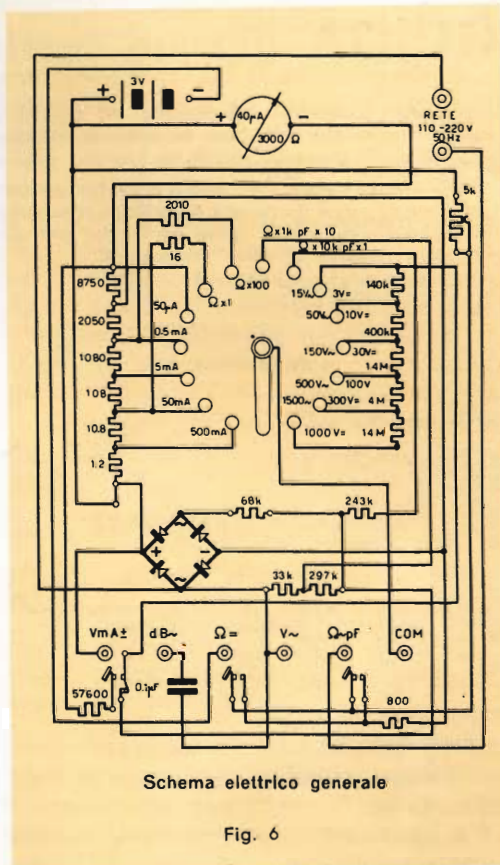 3V
+ -
40μA
+ -
3000 Ω
RETE
110-220V
50Hz
5k
2010
16
Ωx1k pF x 10
Ωx10k pFx1
Ωx100
Ωx1
8750
2050
1080
108
10.8
1.2
50μA
0.5mA
5mA
50mA
500mA
15V~ 3V=
50V~ 10V=
150V~ 30V=
500V~ 100V
1500~ 300V=
1000V=
140k
400k
1.4M
4M
14M
68k
243k
~
+ -
~
33k
297k
VmA± dB~ Ω= V~ Ω~pF COM
57600
0.1μF
800
Schema elettrico generale
Fig. 6